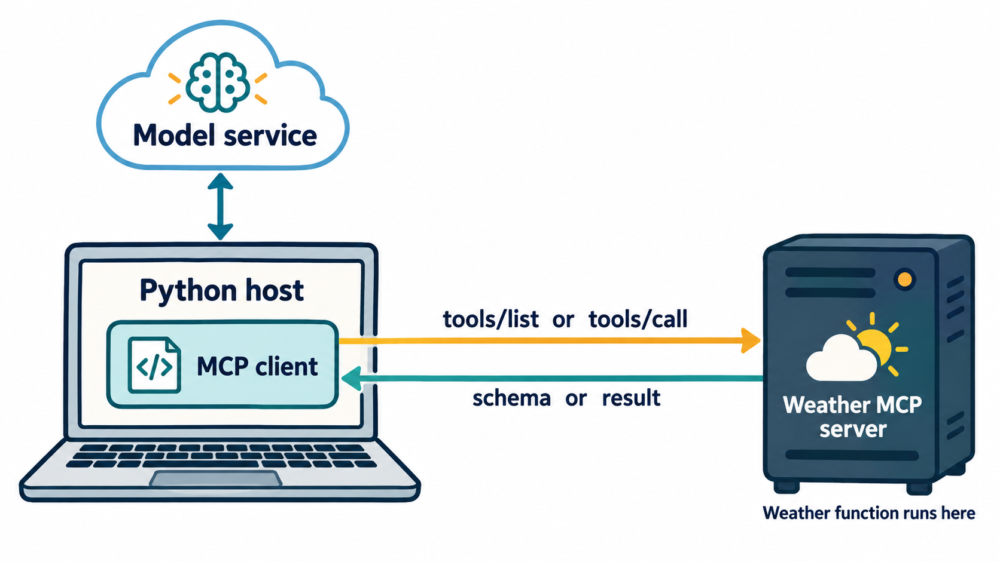 Model service
Python host
</>
MCP client
tools/list or tools/call
schema or result
Weather MCP
server
Weather function runs here